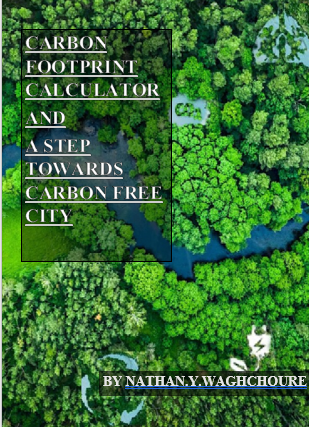 CARBON
FOOTPRINT
CALCULATOR
AND
A STEP
TOWARDS
CARBON FREE
CITY
BY NATHAN.Y.WAGHCHOURE